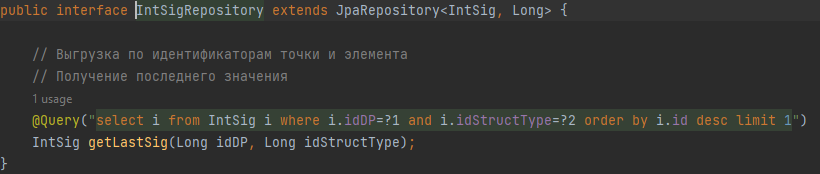 public interface IntSigRepository extends JpaRepository<IntSig, Long> {
// Выгрузка по идентификаторам точки и элемента
// Получение последнего значения
1 usage
@Query("select i from IntSig i where i.idDP=?1 and i.idStructType=?2 order by i.id desc limit 1")
IntSig getLastSig(Long idDP, Long idStructType);
}